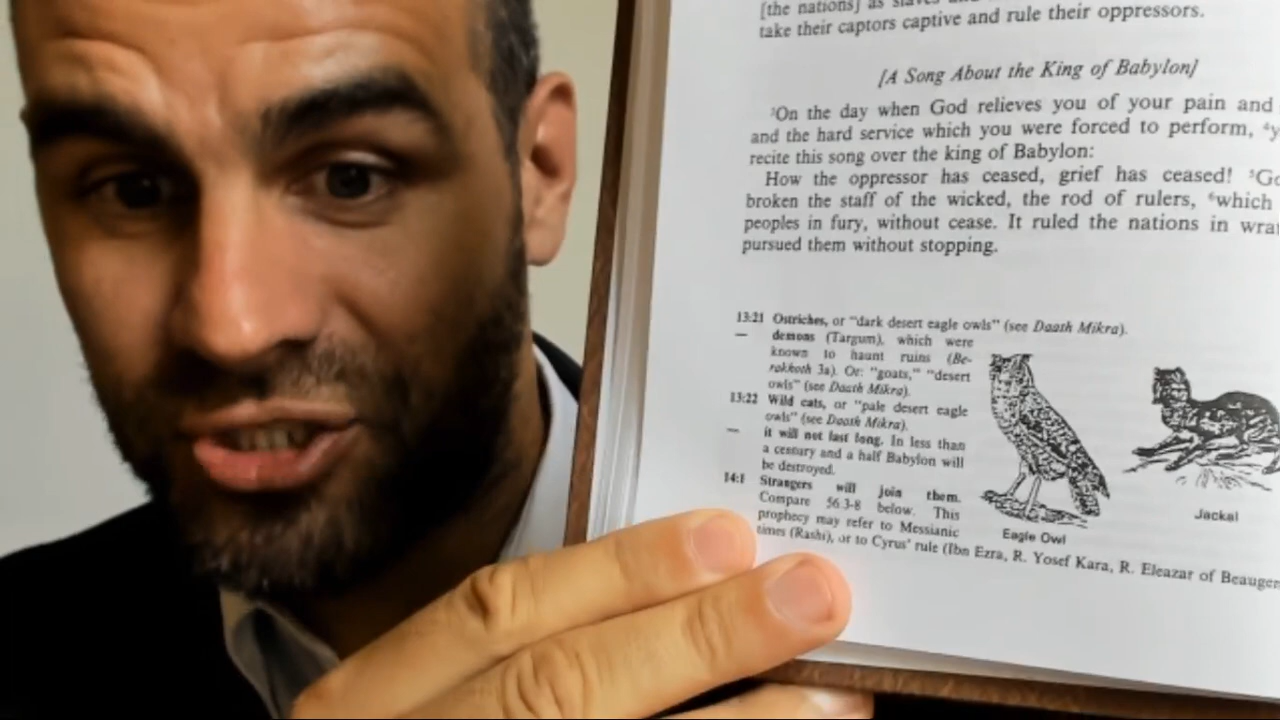 [the nations] as slaves and
take their captors captive and rule their oppressors.
[A Song About the King of Babylon]
³On the day when God relieves you of your pain and
and the hard service which you were forced to perform, ⁴y
recite this song over the king of Babylon:
How the oppressor has ceased, grief has ceased! ⁵Go
broken the staff of the wicked, the rod of rulers, ⁶which
peoples in fury, without cease. It ruled the nations in wra
pursued them without stopping.
13:21 Ostriches, or "dark desert eagle owls" (see Daath Mikra).
— demons (Targum), which were
known to haunt ruins (Be-
rakhoth 3a). Or: "goats," "desert
owls" (see Daath Mikra).
13:22 Wild cats, or "pale desert eagle
owls" (see Daath Mikra).
— it will not last long. In less than
a century and a half Babylon will
be destroyed.
14:1 Strangers will join them.
Compare 56.3-8 below. This
prophecy may refer to Messianic
times (Rashi), or to Cyrus' rule (Ibn Ezra, R. Yosef Kara, R. Eleazar of Beaugen
Eagle Owl
Jackal